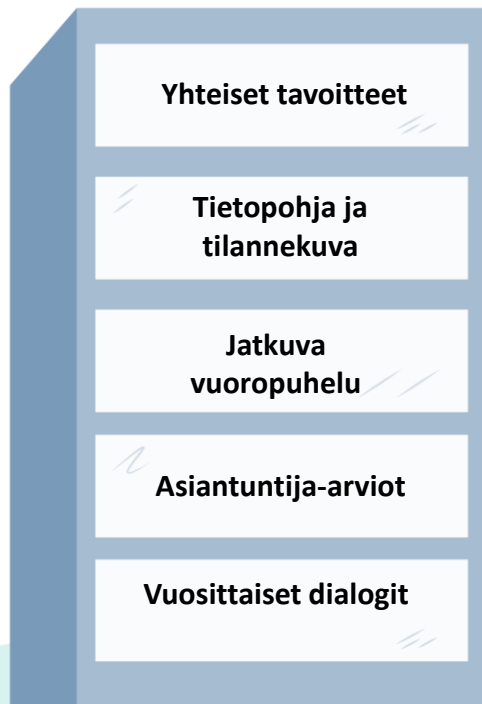 Yhteiset tavoitteet
Tietopohja ja
tilannekuva
Jatkuva
vuoropuhelu
Asiantuntija-arviot
Vuosittaiset dialogit